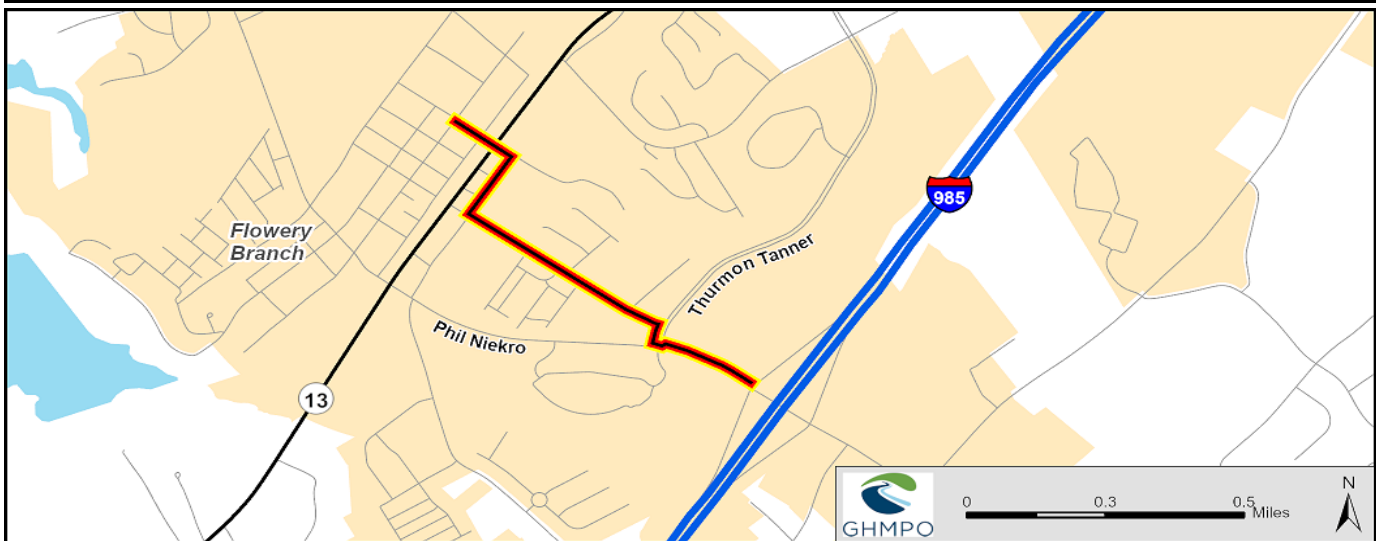 985
Flowery
Branch
Thurmon Tanner
Phil Niekro
13
GHMPO
0 0.3 0.5 Miles
N